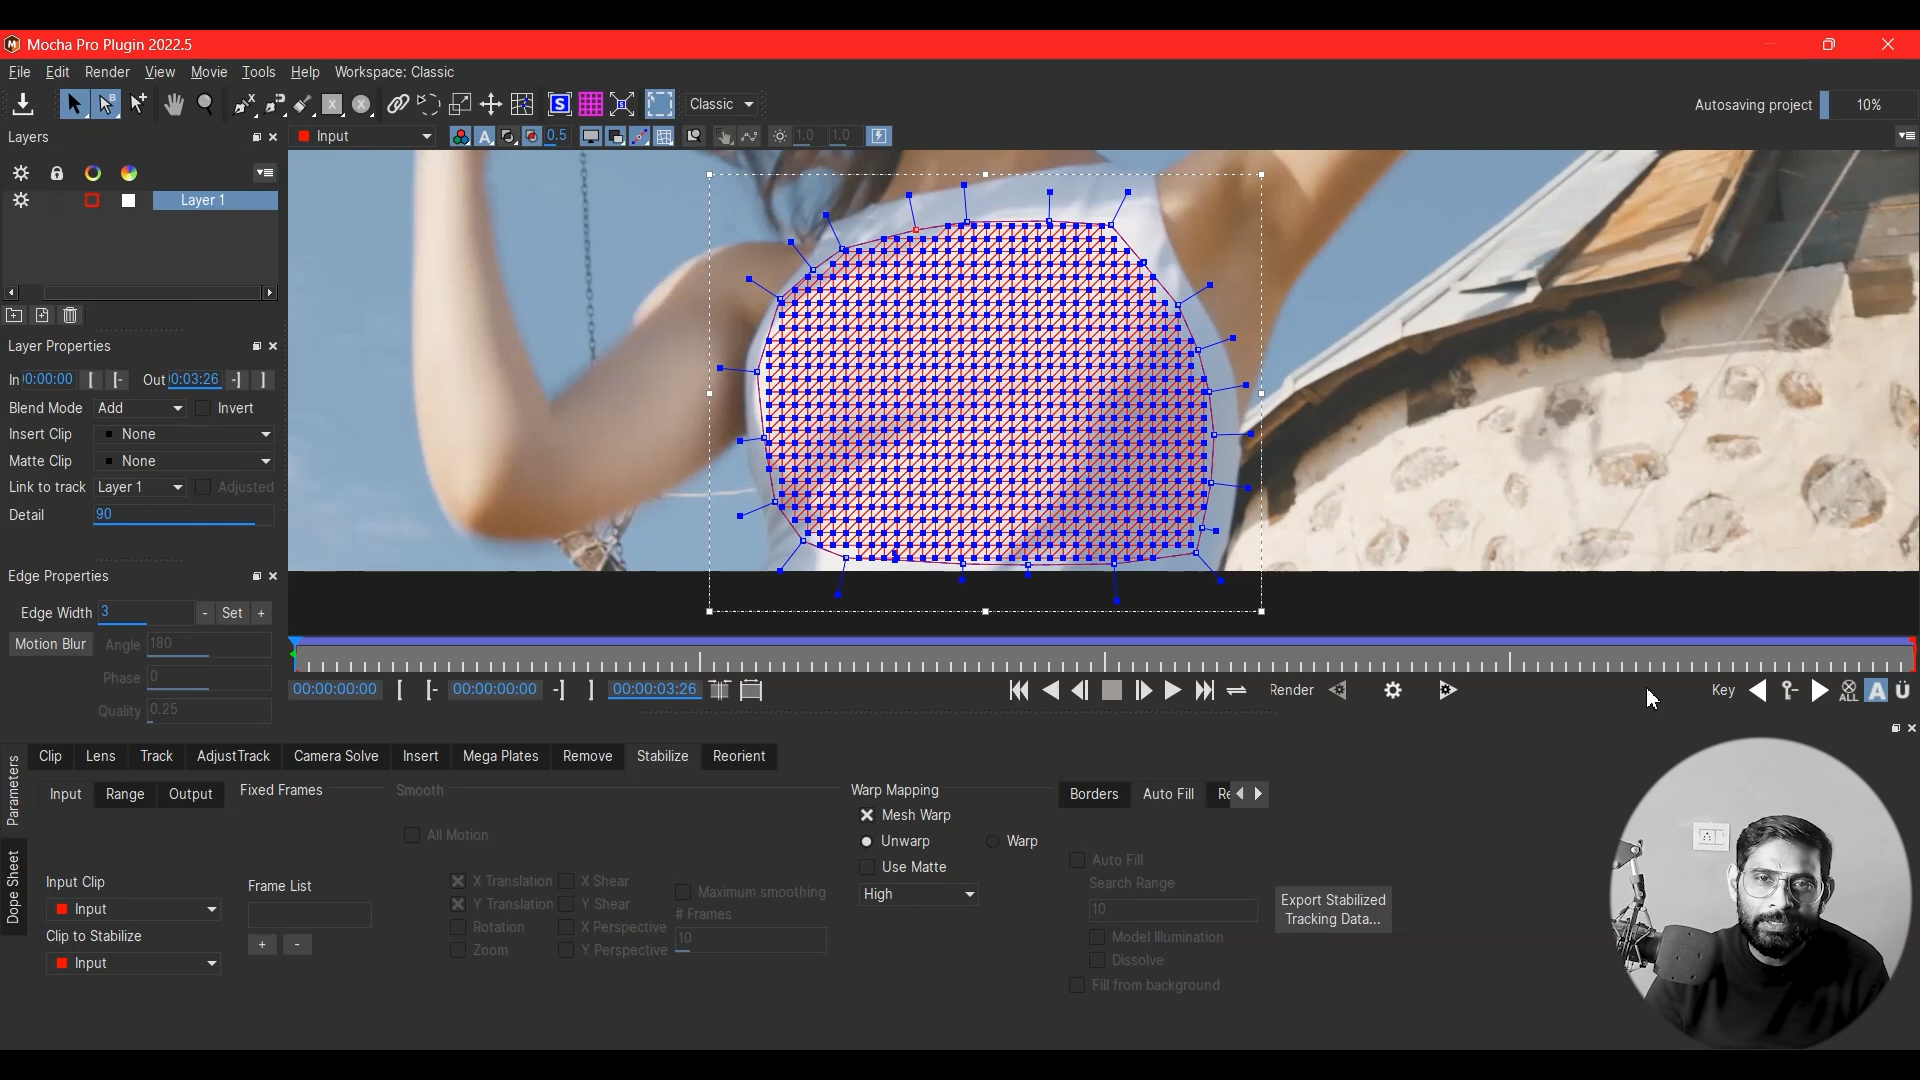 Mocha Pro Plugin 2022.5
File Edit Render View Movie Tools Help Workspace: Classic
Classic
Autosaving project 10%
Layers
Input
0.5
1.0
1.0
Layer 1
Layer Properties
In 0:00:00 Out 0:03:26
Blend Mode Add Invert
Insert Clip None
Matte Clip None
Link to track Layer 1 Adjusted
Detail 90
Edge Properties
Edge Width 3 - Set +
Motion Blur Angle 180
Phase 0
Quality 0.25
00:00:00:00 00:00:00:00 00:00:03:26 Render Key ALL A Ü
Parameters
Dope Sheet
Clip Lens Track AdjustTrack Camera Solve Insert Mega Plates Remove Stabilize Reorient
Input Range Output
Input Clip
Input
Clip to Stabilize
Input
Fixed Frames
Frame List
+ -
Smooth
All Motion
X Translation X Shear
Y Translation Y Shear
Rotation X Perspective
Zoom Y Perspective
Maximum smoothing
# Frames
10
Warp Mapping
Mesh Warp
Unwarp Warp
Use Matte
High
Borders Auto Fill Re
Auto Fill
Search Range
10
Model Illumination
Dissolve
Fill from background
Export Stabilized
Tracking Data...